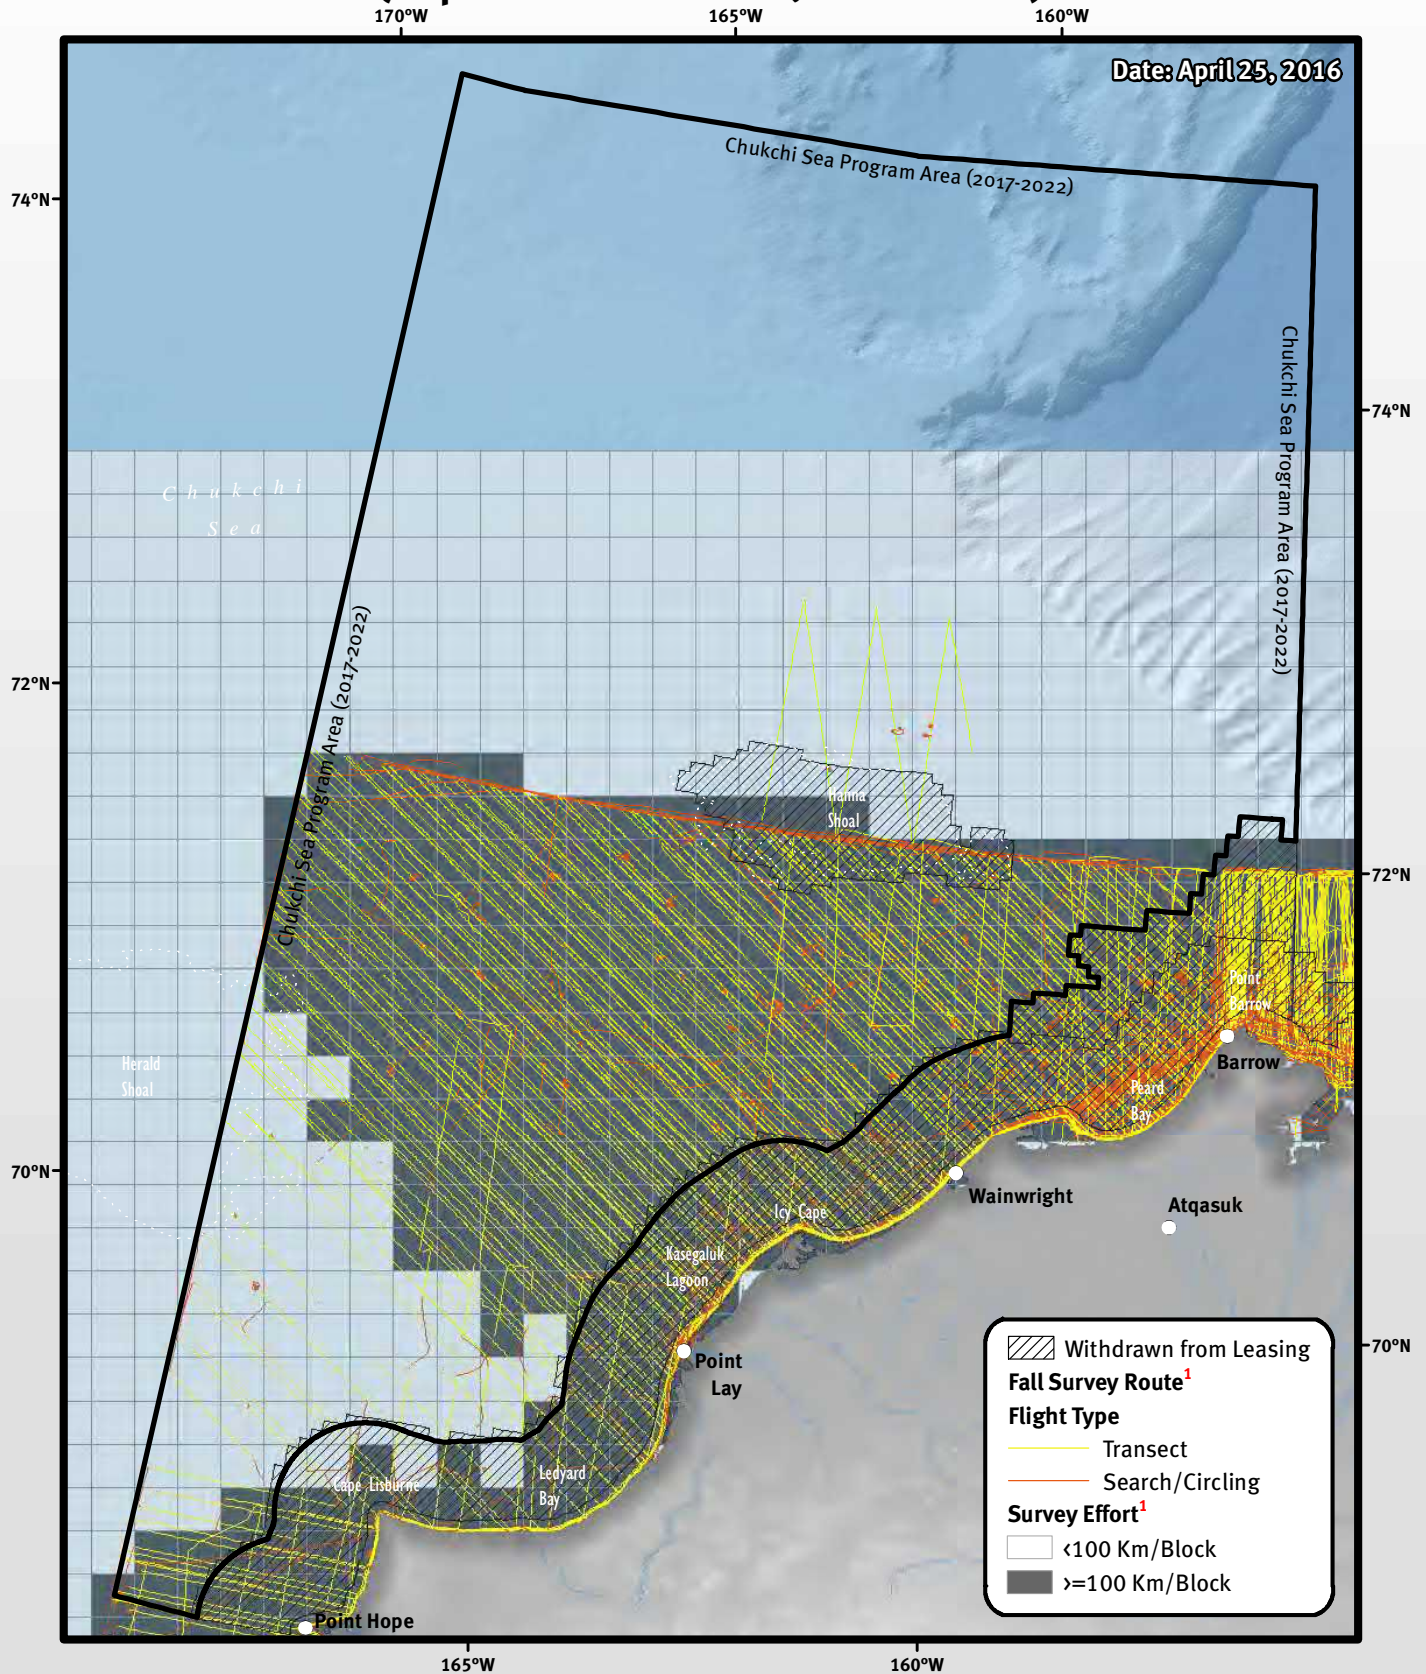 170°W
165°W
160°W
Date: April 25, 2016
Chukchi Sea Program Area (2017-2022)
74°N
74°N
Chukchi Sea Program Area (2017-2022)
Chukchi
Sea
Chukchi Sea Program Area (2017-2022)
72°N
72°N
Hanna
Shoal
Point
Barrow
Barrow
Herald
Shoal
Peard
Bay
70°N
Wainwright
Atqasuk
Icy Cape
Kasegaluk
Lagoon
70°N
Point
Lay
Cape Lisburne
Ledyard
Bay
Point Hope
Withdrawn from Leasing
Fall Survey Route1
Flight Type
Transect
Search/Circling
Survey Effort1
<100 Km/Block
>=100 Km/Block
165°W
160°W